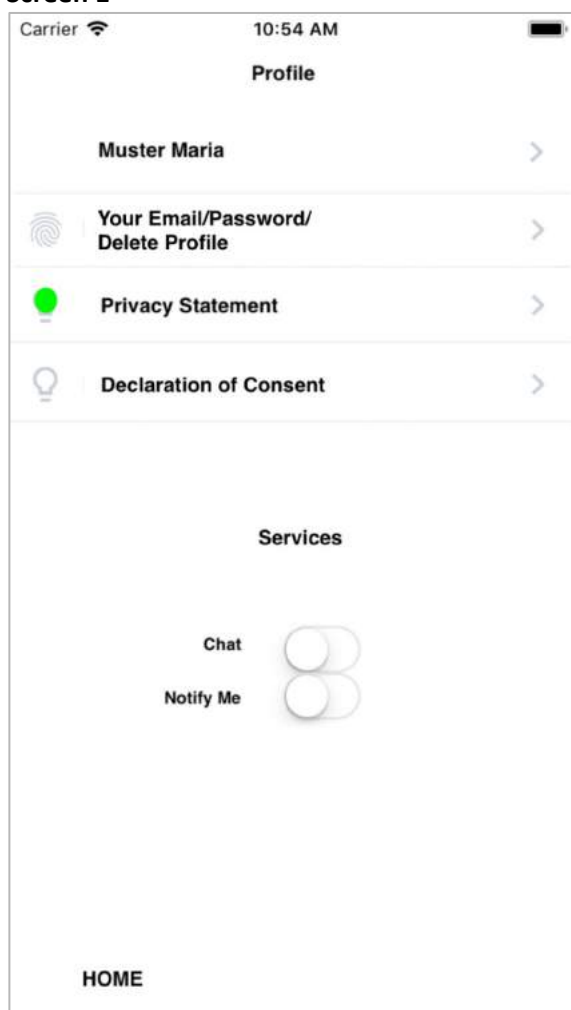 Carrier 10:54 AM
Profile
Muster Maria
Your Email/Password/
Delete Profile
Privacy Statement
Declaration of Consent
Services
Chat
Notify Me
HOME